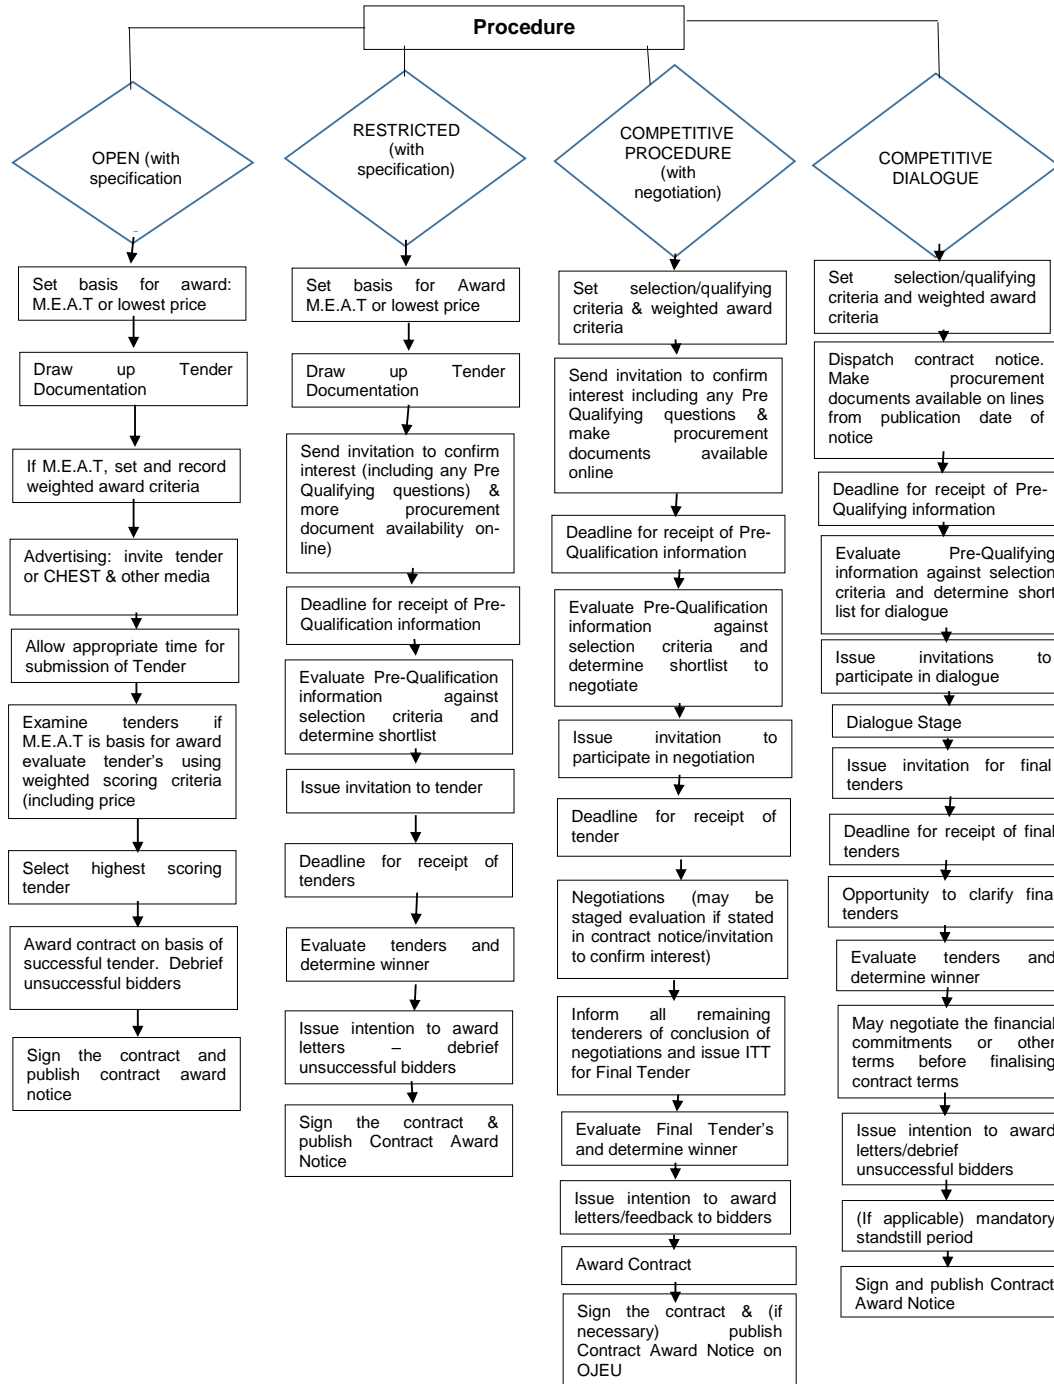 Procedure
OPEN (with
specification
Set basis for award:
M.E.A.T or lowest price
Draw up Tender
Documentation
If M.E.A.T, set and record
weighted award criteria
Advertising: invite tender
or CHEST & other media
Allow appropriate time for
submission of Tender
Examine tenders if
M.E.A.T is basis for award
evaluate tender's using
weighted scoring criteria
(including price
Select highest scoring
tender
Award contract on basis of
successful tender. Debrief
unsuccessful bidders
Sign the contract and
publish contract award
notice
RESTRICTED
(with
specification)
Set basis for Award
M.E.A.T or lowest price
Draw up Tender
Documentation
Send invitation to confirm
interest (including any Pre
Qualifying questions) &
more procurement
document availability on-
line)
Deadline for receipt of Pre-
Qualification information
Evaluate Pre-Qualification
information against
selection criteria and
determine shortlist
Issue invitation to tender
Deadline for receipt of
tenders
Evaluate tenders and
determine winner
Issue intention to award
letters – debrief
unsuccessful bidders
Sign the contract &
publish Contract Award
Notice
COMPETITIVE
PROCEDURE
(with
negotiation)
Set selection/qualifying
criteria & weighted award
criteria
Send invitation to confirm
interest including any Pre
Qualifying questions &
make procurement
documents available
online
Deadline for receipt of Pre-
Qualification information
Evaluate Pre-Qualification
information against
selection criteria and
determine shortlist to
negotiate
Issue invitation to
participate in negotiation
Deadline for receipt of
tender
Negotiations (may be
staged evaluation if stated
in contract notice/invitation
to confirm interest)
Inform all remaining
tenderers of conclusion of
negotiations and issue ITT
for Final Tender
Evaluate Final Tender's
and determine winner
Issue intention to award
letters/feedback to bidders
Award Contract
Sign the contract & (if
necessary) publish
Contract Award Notice on
OJEU
COMPETITIVE
DIALOGUE
Set selection/qualifying
criteria and weighted award
criteria
Dispatch contract notice.
Make procurement
documents available on lines
from publication date of
notice
Deadline for receipt of Pre-
Qualifying information
Evaluate Pre-Qualifying
information against selection
criteria and determine short
list for dialogue
Issue invitations to
participate in dialogue
Dialogue Stage
Issue invitation for final
tenders
Deadline for receipt of final
tenders
Opportunity to clarify fina
tenders
Evaluate tenders and
determine winner
May negotiate the financial
commitments or other
terms before finalising
contract terms
Issue intention to award
letters/debrief
unsuccessful bidders
(If applicable) mandatory
standstill period
Sign and publish Contract
Award Notice